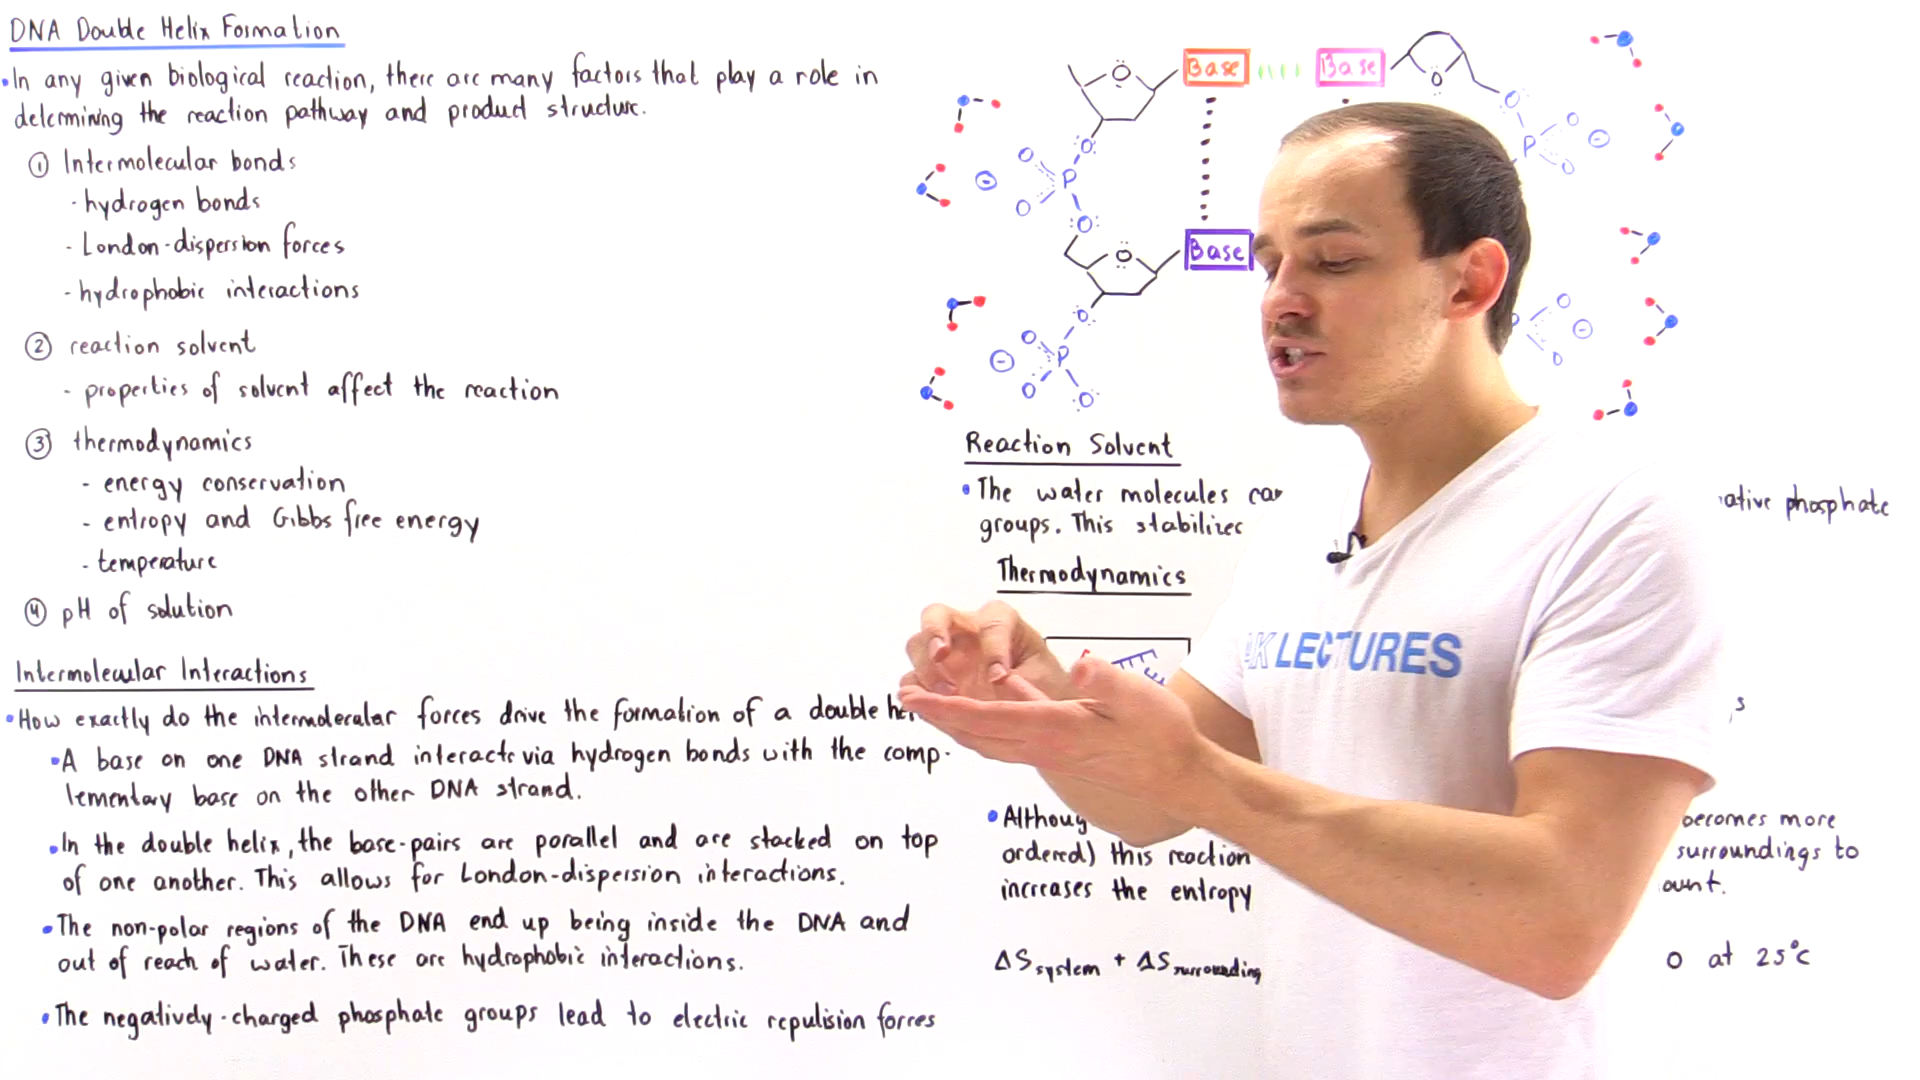 DNA Double Helix Formation
•In any given biological reaction, there are many factors that play a role in
determining the reaction pathway and product structure.
① Intermolecular bonds
- hydrogen bonds
- London-dispersion forces
- hydrophobic interactions
② reaction solvent
- properties of solvent affect the reaction
③ thermodynamics
- energy conservation
- entropy and Gibbs free energy
- temperature
④ pH of solution
Intermolecular Interactions
•How exactly do the intermolecular forces drive the formation of a double
•A base on one DNA strand interacts via hydrogen bonds with the comp-
lementary base on the other DNA strand.
•In the double helix, the base-pairs are parallel and are stacked on top
of one another. This allows for London-dispersion interactions.
•The non-polar regions of the DNA end up being inside the DNA and
out of reach of water. These are hydrophobic interactions.
•The negatively-charged phosphate groups lead to electric repulsion forces
Base Base
O O
O O
O P O P O ⊖
⊖ O O
O
O Base
O
O P O ⊖
⊖ O O O
Reaction Solvent
•The water molecules can ative phosphate
groups. This stabilizes
Thermodynamics
s
•Althoug becomes more
ordered) this reaction surroundings to
increases the entropy ount.
ΔSsystem + ΔSsurrounding 0 at 25°C
AK LECTURES